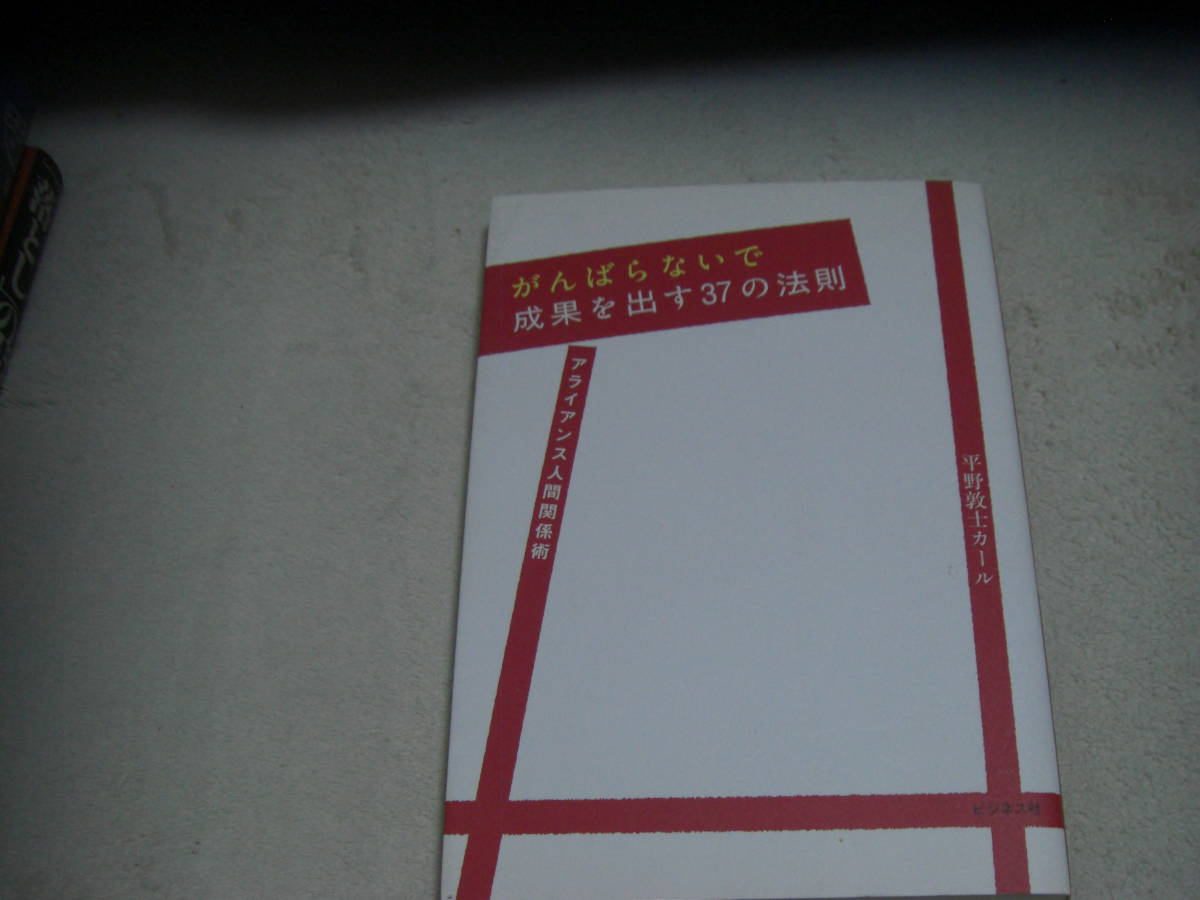 がんばらないで
成果を出す37の法則
アライアンス人間関係術
平野敦士カール
ビジネス社